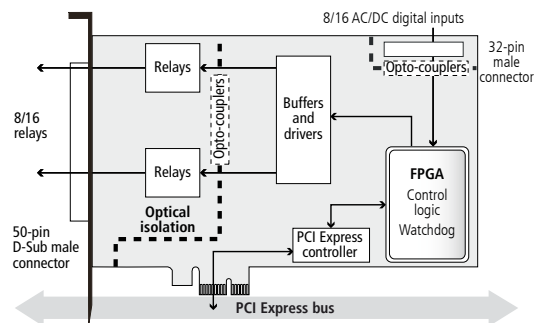 8/16 AC/DC digital inputs
32-pin
male
connector
Opto-couplers
Relays
Opto-couplers
Buffers
and
drivers
8/16
relays
Relays
FPGA
Control
logic
Watchdog
Optical
isolation
50-pin
D-Sub male
connector
PCI Express
controller
PCI Express bus